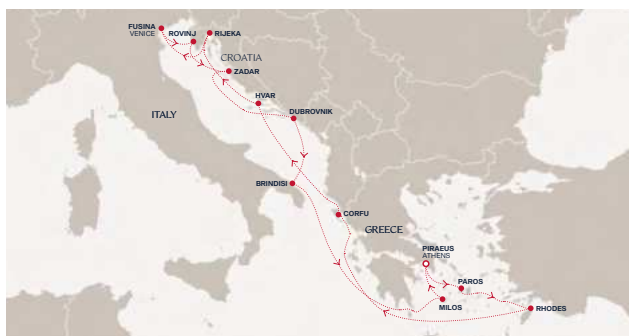 FUSINA
VENICE
ROVINJ
RIJEKA
CROATIA
ZADAR
HVAR
ITALY
DUBROVNIK
BRINDISI
CORFU
GREECE
PIRAEUS
ATHENS
PAROS
MILOS
RHODES